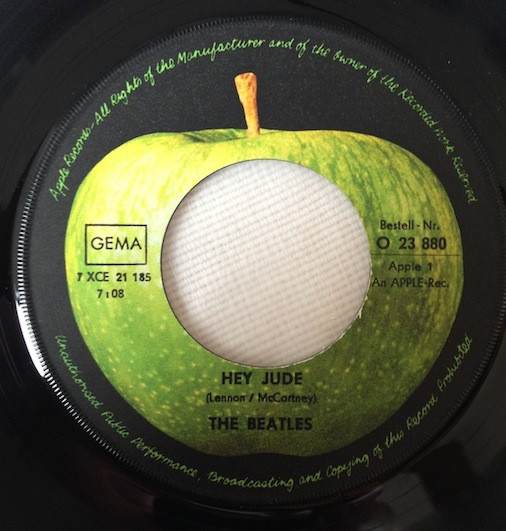 Apple Records-All Rights of the Manufacturer and of the Owner of the Recorded Work Reserved
GEMA
7 XCE 21 185
7:08
Bestell-Nr.
O 23 880
Apple 1
An APPLE-Rec.
HEY JUDE
(Lennon / McCartney)
THE BEATLES
Unauthorised Public Performance, Broadcasting and Copying of this Record Prohibited